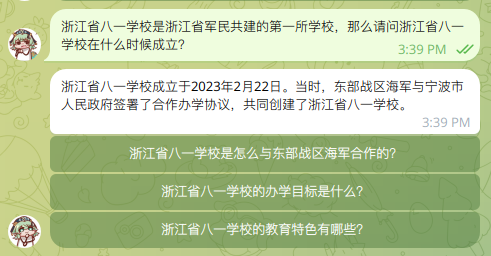 浙江省八一学校是浙江省军民共建的第一所学校，那么请问浙江省八一
学校在什么时候成立？
3:39 PM
浙江省八一学校成立于2023年2月22日。当时，东部战区海军与宁波市
人民政府签署了合作办学协议，共同创建了浙江省八一学校。
3:39 PM
浙江省八一学校是怎么与东部战区海军合作的？
浙江省八一学校的办学目标是什么？
浙江省八一学校的教育特色有哪些？